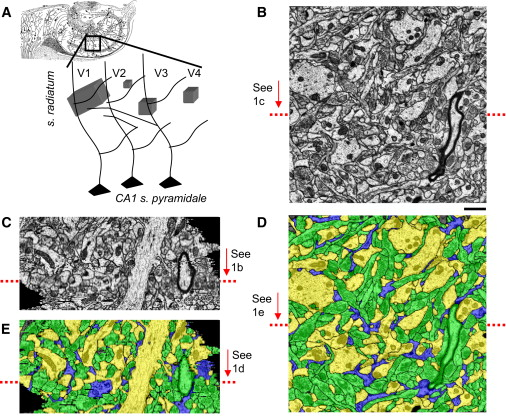 A
V1
V2
V3
V4
s. radiatum
CA1 s. pyramidale
B
See
1c
C
See
1b
D
See
1e
E
See
1d